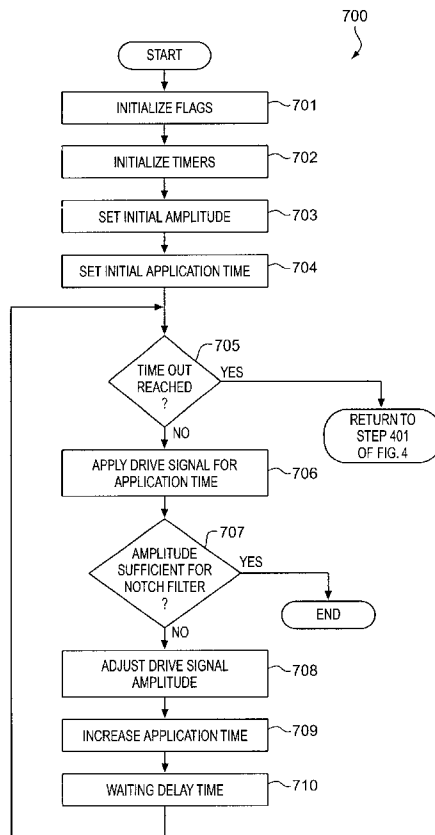 700
START
INITIALIZE FLAGS
701
INITIALIZE TIMERS
702
SET INITIAL AMPLITUDE
703
SET INITIAL APPLICATION TIME
704
705
TIME OUT
REACHED
?
YES
NO
RETURN TO
STEP 401
OF FIG. 4
APPLY DRIVE SIGNAL FOR
APPLICATION TIME
706
707
AMPLITUDE
SUFFICIENT FOR
NOTCH FILTER
?
YES
NO
END
ADJUST DRIVE SIGNAL
AMPLITUDE
708
INCREASE APPLICATION TIME
709
WAITING DELAY TIME
710